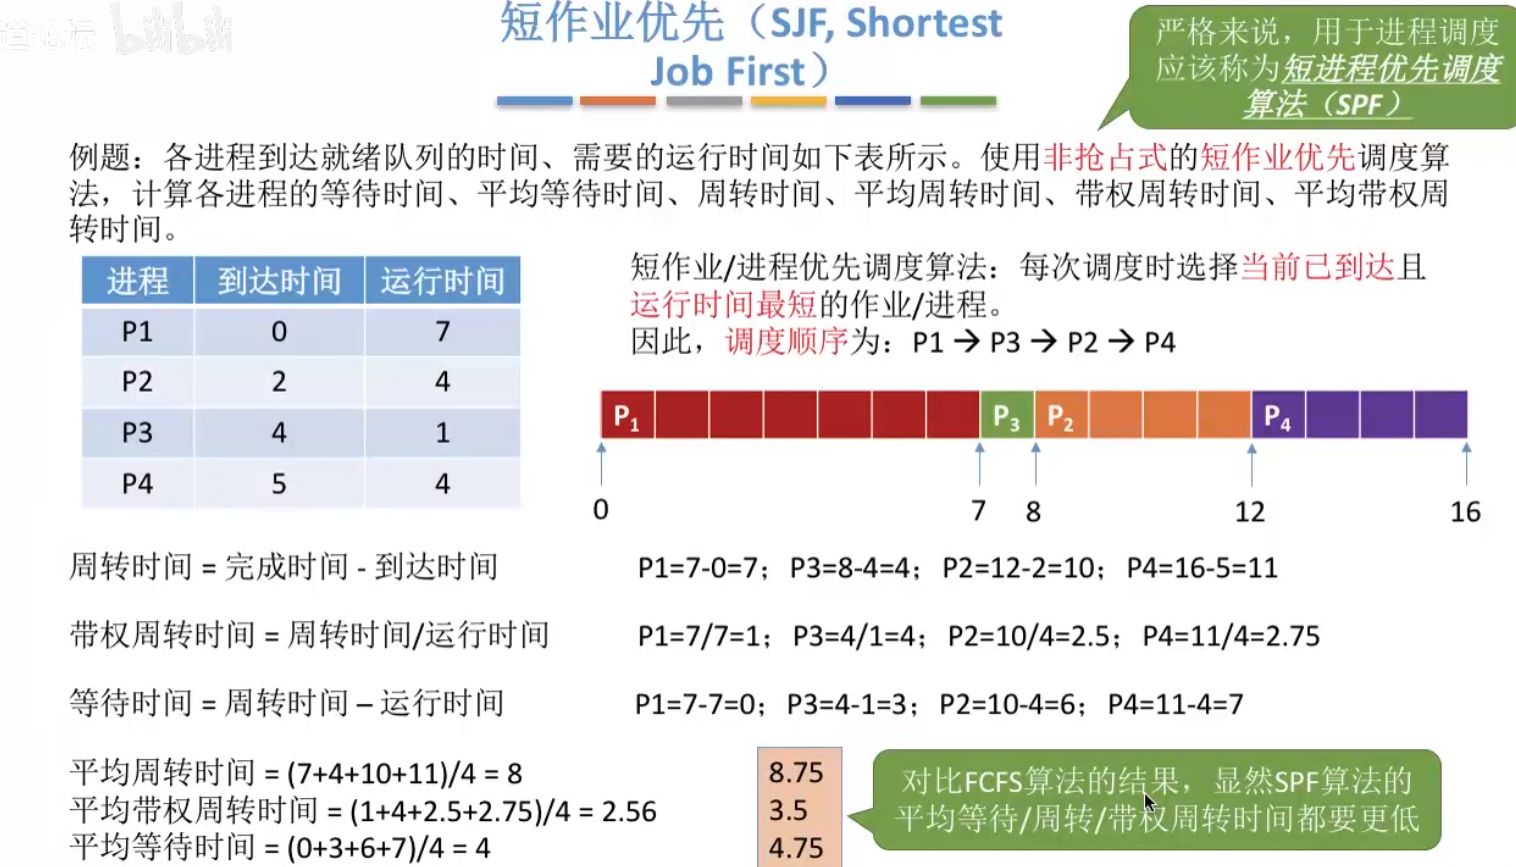 道论坛 bilibili
短作业优先（SJF, Shortest
Job First）
严格来说，用于进程调度
应该称为短进程优先调度
算法（SPF）
例题：各进程到达就绪队列的时间、需要的运行时间如下表所示。使用非抢占式的短作业优先调度算
法，计算各进程的等待时间、平均等待时间、周转时间、平均周转时间、带权周转时间、平均带权周
转时间。
进程 到达时间 运行时间
P1 0 7
P2 2 4
P3 4 1
P4 5 4
短作业/进程优先调度算法：每次调度时选择当前已到达且
运行时间最短的作业/进程。
因此，调度顺序为：P1→P3→P2→P4
P1 P3 P2 P4
0 7 8 12 16
周转时间 = 完成时间 - 到达时间 P1=7-0=7；P3=8-4=4；P2=12-2=10；P4=16-5=11
带权周转时间 = 周转时间/运行时间 P1=7/7=1；P3=4/1=4；P2=10/4=2.5；P4=11/4=2.75
等待时间 = 周转时间 – 运行时间 P1=7-7=0；P3=4-1=3；P2=10-4=6；P4=11-4=7
平均周转时间 = (7+4+10+11)/4 = 8 8.75
平均带权周转时间 = (1+4+2.5+2.75)/4 = 2.56 3.5
平均等待时间 = (0+3+6+7)/4 = 4 4.75
对比FCFS算法的结果，显然SPF算法的
平均等待/周转/带权周转时间都要更低